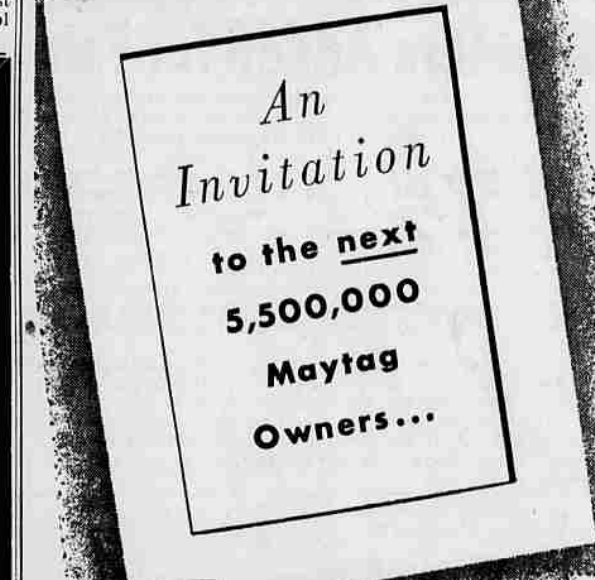 An
Invitation
to the next
5,500,000
Maytag
Owners...